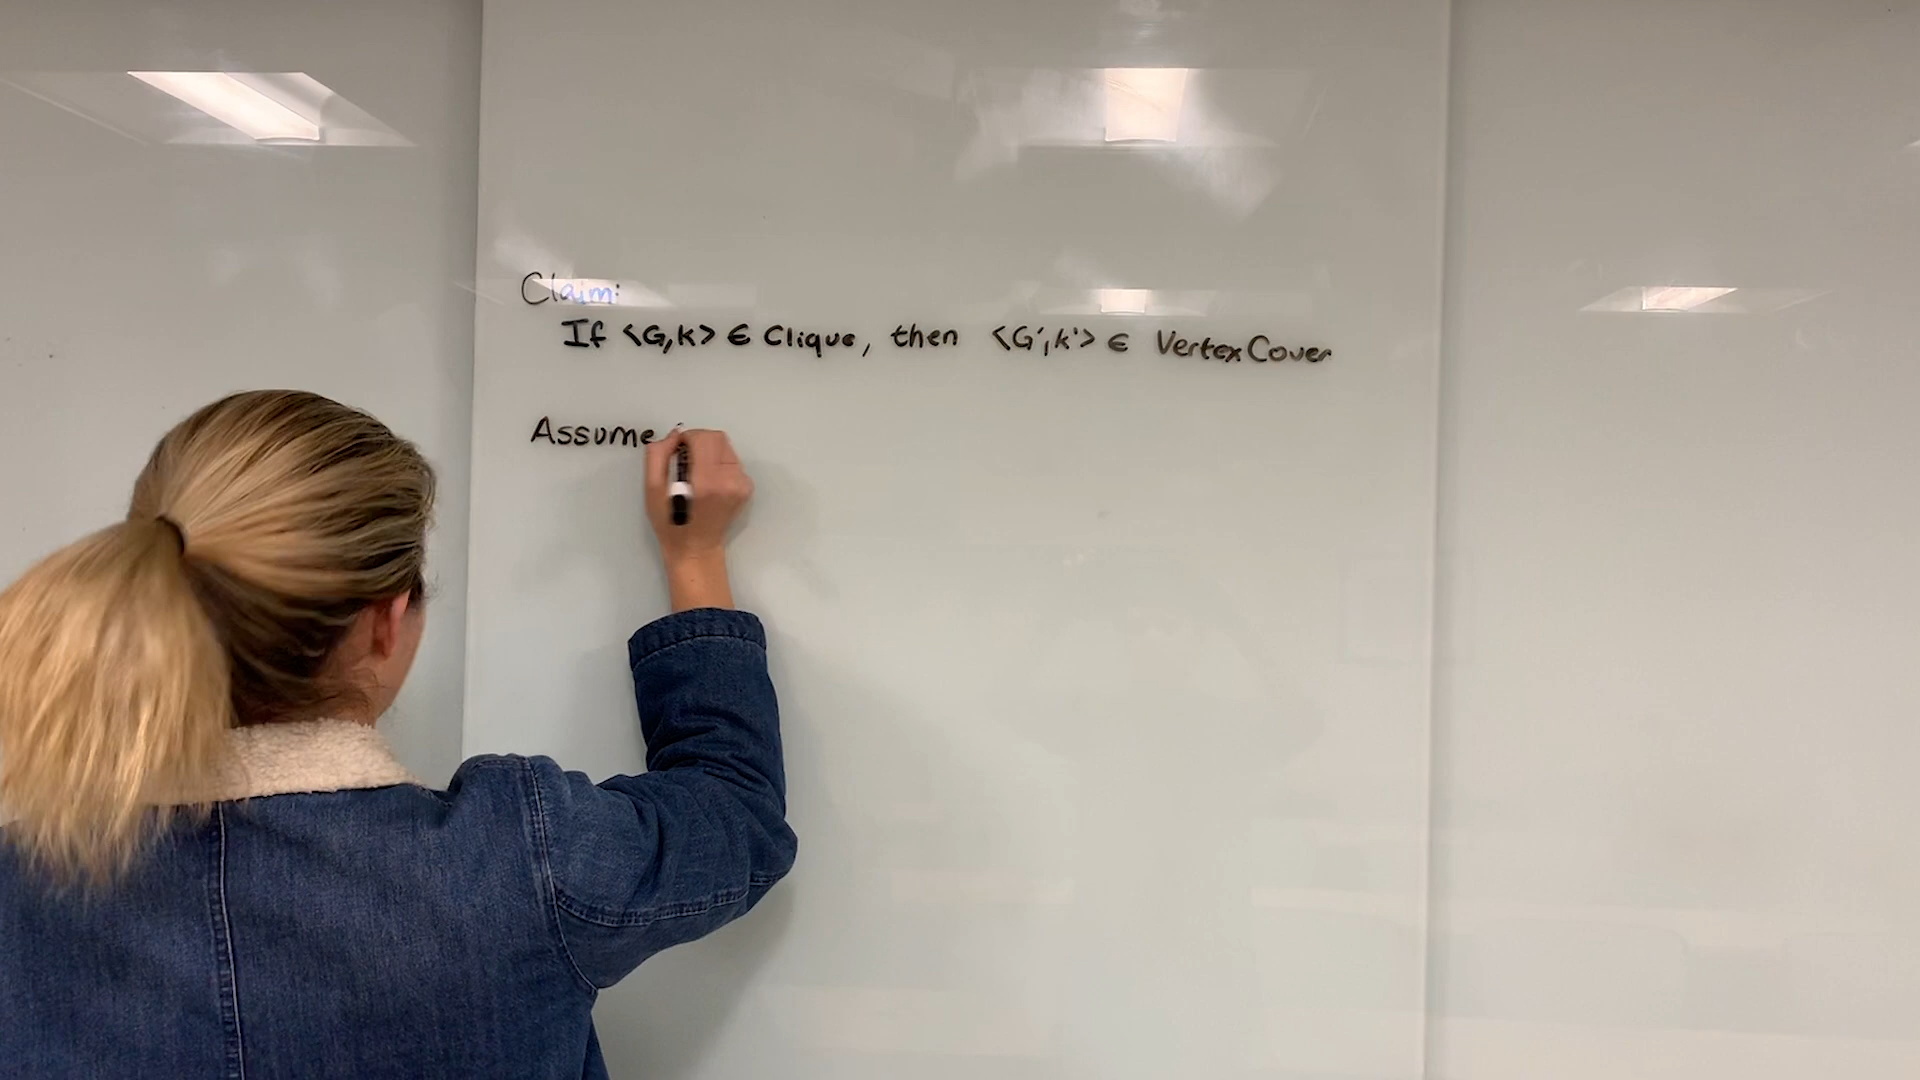 Claim:
If <G,k> ∈ Clique, then <G',k'> ∈ VertexCover
Assume